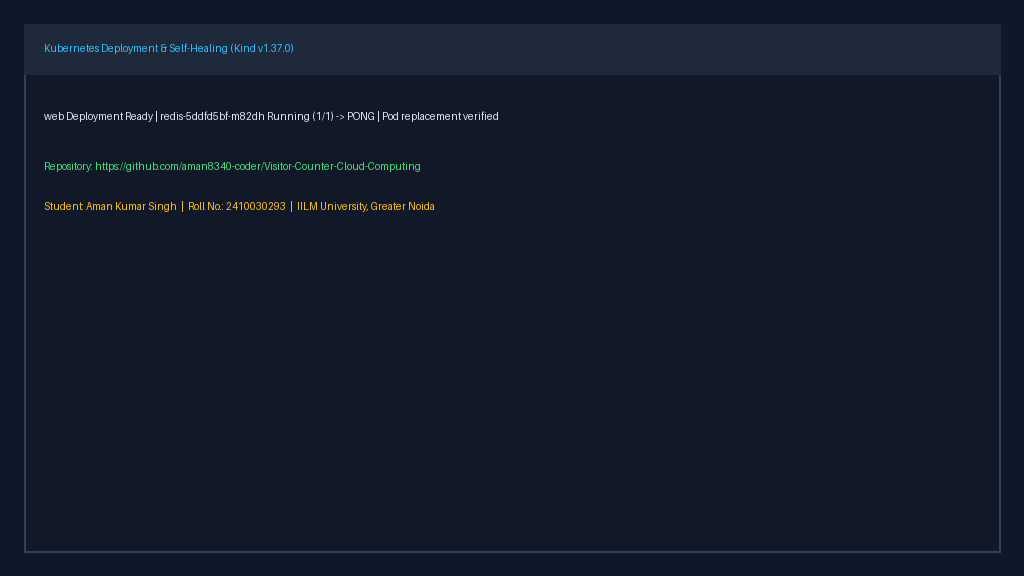 Kubernetes Deployment & Self-Healing (Kind v1.37.0)
web Deployment Ready | redis-5ddfd5bf-m82dh Running (1/1) -> PONG | Pod replacement verified
Repository: https://github.com/aman8340-coder/Visitor-Counter-Cloud-Computing
Student: Aman Kumar Singh | Roll No.: 2410030293 | IILM University, Greater Noida